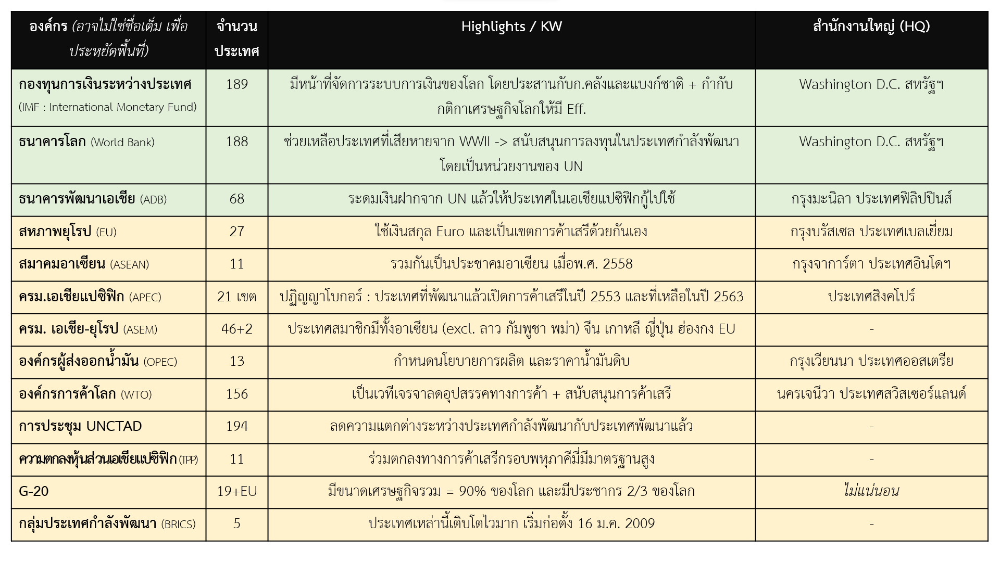 องค์กร (อาจไม่ใช่ชื่อเต็ม เพื่อ
ประหยัดพื้นที่)
จำนวน
ประเทศ
Highlights / KW
สำนักงานใหญ่ (HQ)
กองทุนการเงินระหว่างประเทศ
(IMF : International Monetary Fund)
189
มีหน้าที่จัดการระบบการเงินของโลก โดยประสานกับก.คลังและแบงก์ชาติ + กำกับ
กติกาเศรษฐกิจโลกให้มี Eff.
Washington D.C. สหรัฐฯ
ธนาคารโลก (World Bank)
188
ช่วยเหลือประเทศที่เสียหายจาก WWII -> สนับสนุนการลงทุนในประเทศกำลังพัฒนา
โดยเป็นหน่วยงานของ UN
Washington D.C. สหรัฐฯ
ธนาคารพัฒนาเอเชีย (ADB)
68
ระดมเงินฝากจาก UN แล้วให้ประเทศในเอเชียแปซิฟิกกู้ไปใช้
กรุงมะนิลา ประเทศฟิลิปปินส์
สหภาพยุโรป (EU)
27
ใช้เงินสกุล Euro และเป็นเขตการค้าเสรีด้วยกันเอง
กรุงบรัสเซล ประเทศเบลเยี่ยม
สมาคมอาเซียน (ASEAN)
11
รวมกันเป็นประชาคมอาเซียน เมื่อพ.ศ. 2558
กรุงจาการ์ตา ประเทศอินโดฯ
ครม.เอเชียแปซิฟิก (APEC)
21 เขต
ปฏิญญาโบกอร์ : ประเทศที่พัฒนาแล้วเปิดการค้าเสรีในปี 2553 และที่เหลือในปี 2563
ประเทศสิงคโปร์
ครม. เอเชีย-ยุโรป (ASEM)
46+2
ประเทศสมาชิกมีทั้งอาเซียน (excl. ลาว กัมพูชา พม่า) จีน เกาหลี ญี่ปุ่น ฮ่องกง EU
-
องค์กรผู้ส่งออกน้ำมัน (OPEC)
13
กำหนดนโยบายการผลิต และราคาน้ำมันดิบ
กรุงเวียนนา ประเทศออสเตรีย
องค์กรการค้าโลก (WTO)
156
เป็นเวทีเจรจาลดอุปสรรคทางการค้า + สนับสนุนการค้าเสรี
นครเจนีวา ประเทศสวิสเซอร์แลนด์
การประชุม UNCTAD
194
ลดความแตกต่างระหว่างประเทศกำลังพัฒนากับประเทศพัฒนาแล้ว
-
ความตกลงหุ้นส่วนเอเชียแปซิฟิก (TPP)
11
ร่วมตกลงทางการค้าเสรีกรอบพหุภาคีมี่มีมาตรฐานสูง
-
G-20
19+EU
มีขนาดเศรษฐกิจรวม = 90% ของโลก และมีประชากร 2/3 ของโลก
ไม่แน่นอน
กลุ่มประเทศกำลังพัฒนา (BRICS)
5
ประเทศเหล่านี้เติบโตไวมาก เริ่มก่อตั้ง 16 ม.ค. 2009
-